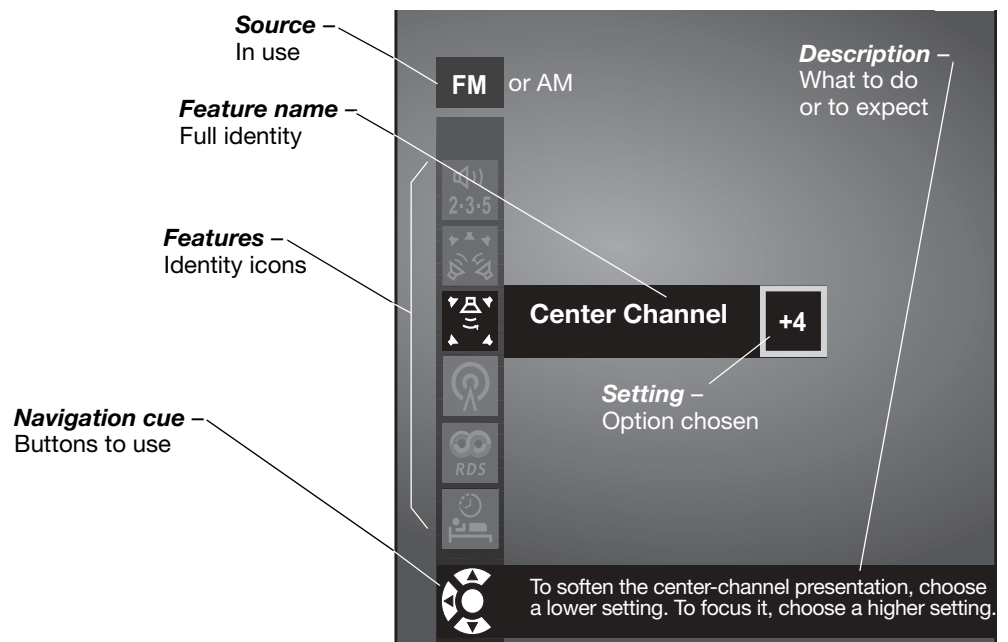 Source –
In use
FM or AM
Description –
What to do
or to expect
Feature name –
Full identity
2·3·5
Features –
Identity icons
Center Channel
+4
Setting –
Option chosen
Navigation cue –
Buttons to use
RDS
To soften the center-channel presentation, choose
a lower setting. To focus it, choose a higher setting.